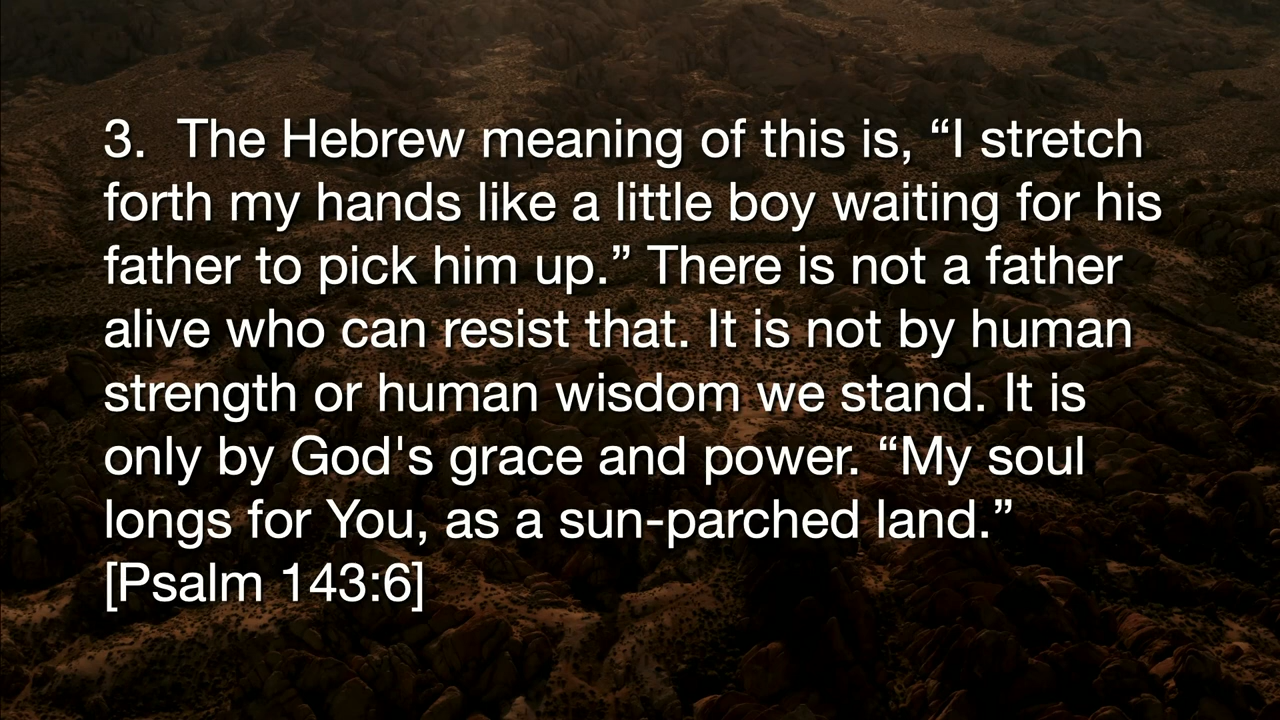 3.  The Hebrew meaning of this is, “I stretch
forth my hands like a little boy waiting for his
father to pick him up.” There is not a father
alive who can resist that. It is not by human
strength or human wisdom we stand. It is
only by God's grace and power. “My soul
longs for You, as a sun-parched land.”
[Psalm 143:6]